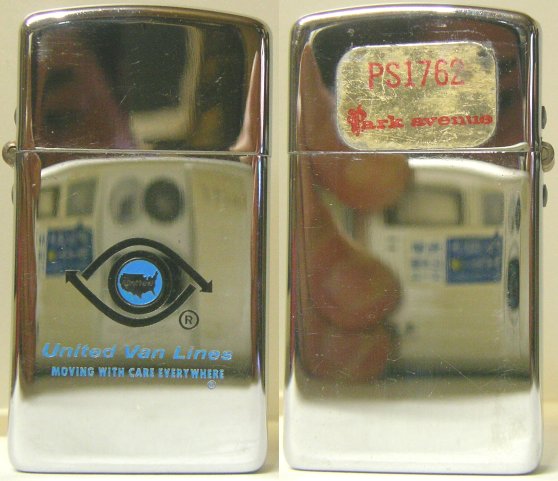 United
®
United Van Lines
MOVING WITH CARE EVERYWHERE
®
PS1762
Park avenue